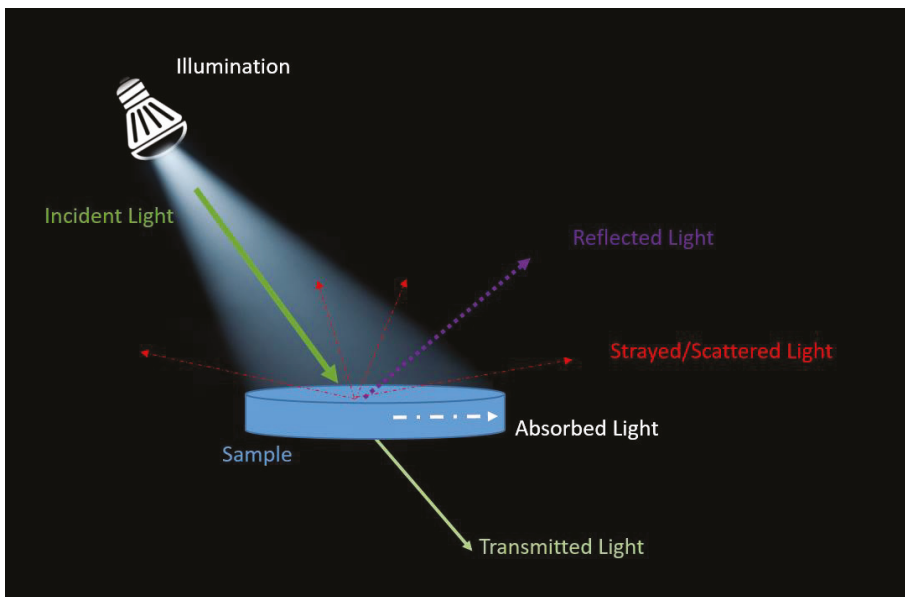 Illumination
Incident Light
Reflected Light
Strayed/Scattered Light
Absorbed Light
Sample
Transmitted Light